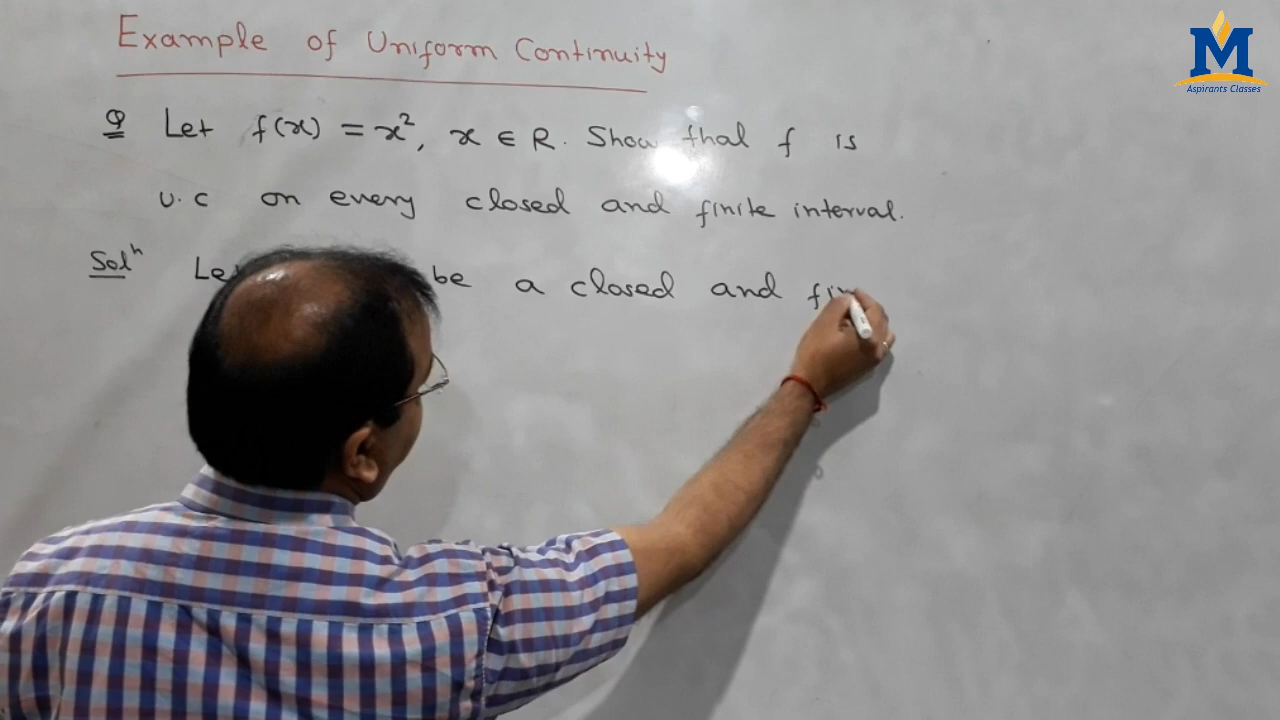 Example of Uniform Continuity
Q Let f(x) = x², x ∈ R. Show that f is
U.C on every closed and finite interval.
Solⁿ be a closed and
M
Aspirants Classes